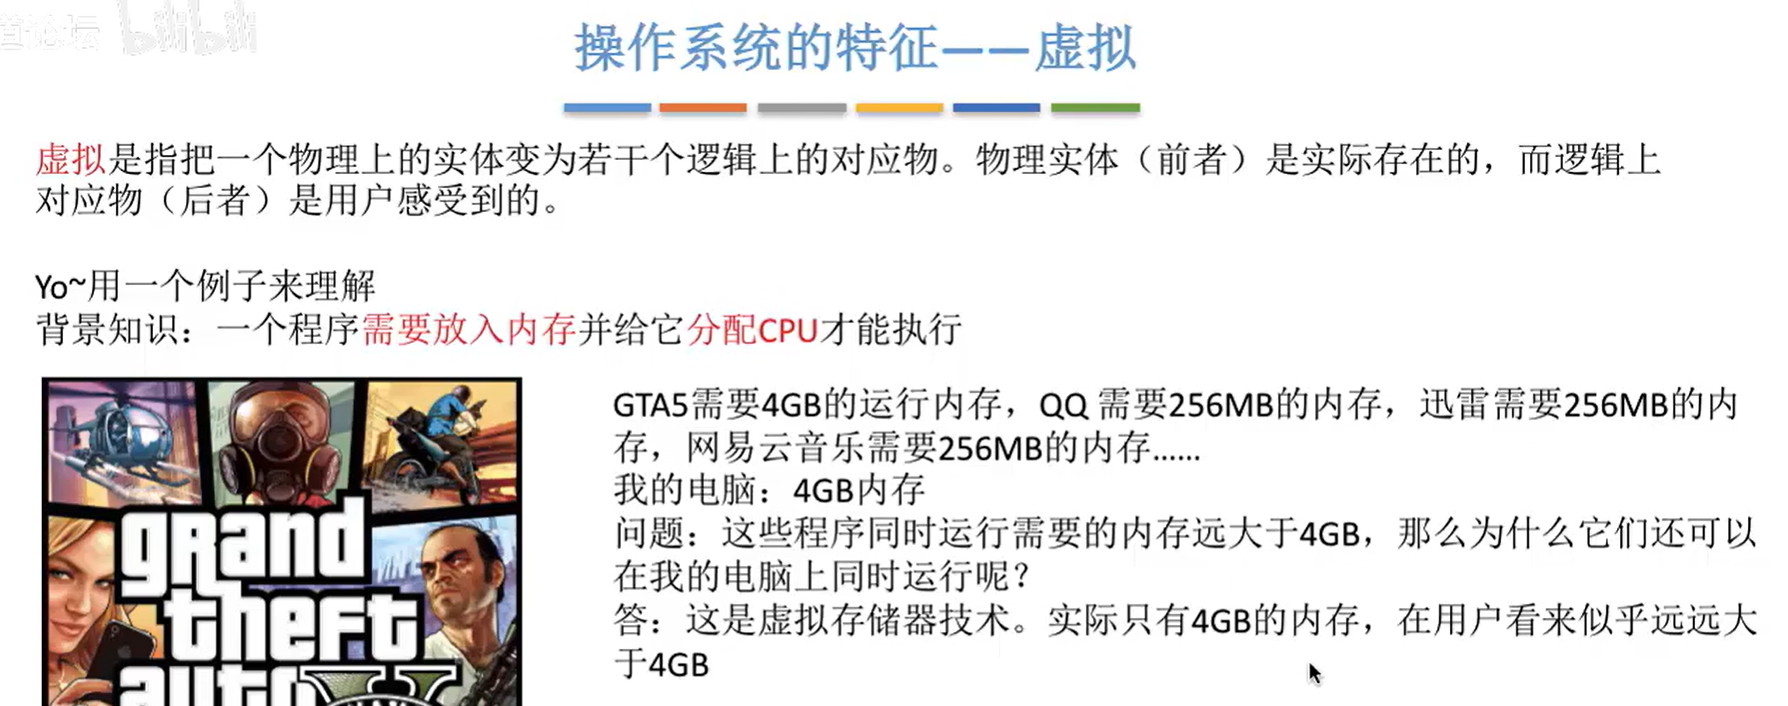 道论坛 bilibili
操作系统的特征——虚拟
虚拟是指把一个物理上的实体变为若干个逻辑上的对应物。物理实体（前者）是实际存在的，而逻辑上
对应物（后者）是用户感受到的。
Yo~用一个例子来理解
背景知识：一个程序需要放入内存并给它分配CPU才能执行
GTA5需要4GB的运行内存，QQ 需要256MB的内存，迅雷需要256MB的内
存，网易云音乐需要256MB的内存......
我的电脑：4GB内存
问题：这些程序同时运行需要的内存远大于4GB，那么为什么它们还可以
在我的电脑上同时运行呢？
答：这是虚拟存储器技术。实际只有4GB的内存，在用户看来似乎远远大
于4GB
grand
theft
auto